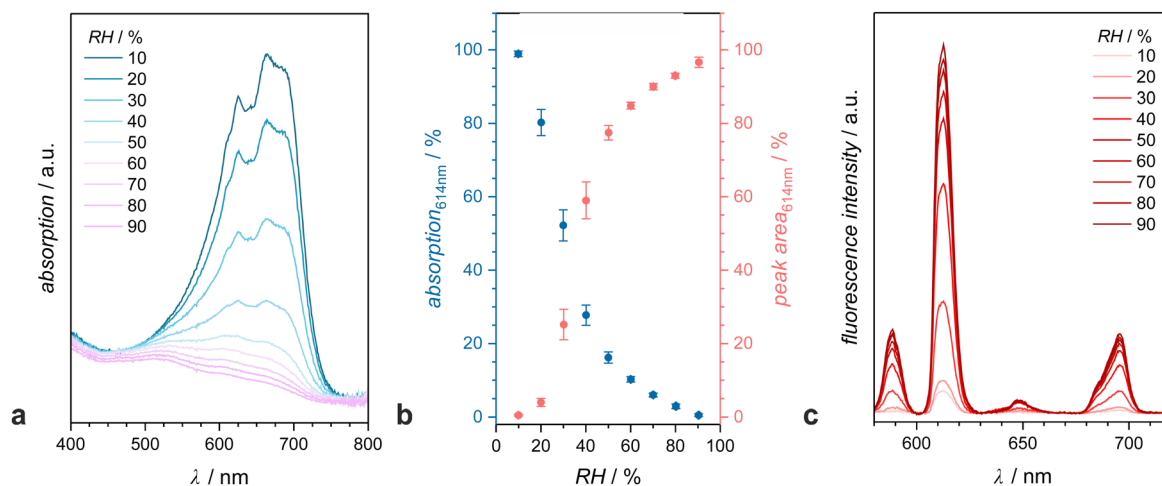 RH / %
10
20
30
40
50
60
70
80
90
absorption / a.u.
400 500 600 700 800
λ / nm
a
100
80
60
40
20
0
absorption614nm / %
0 20 40 60 80 100
RH / %
100
80
60
40
20
0
peak area614nm / %
b
RH / %
10
20
30
40
50
60
70
80
90
fluorescence intensity / a.u.
600 650 700
λ / nm
c